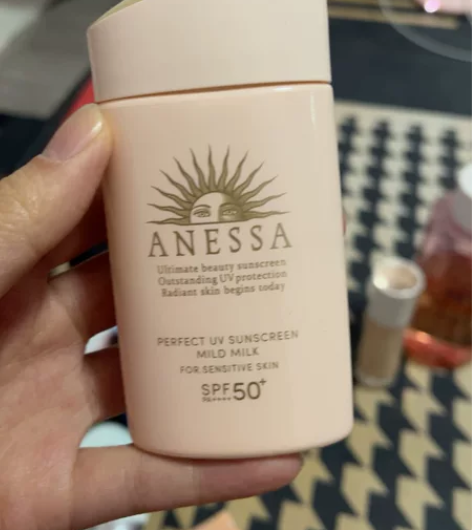 ANESSA
Ultimate beauty sunscreen
Outstanding UV protection
Radiant skin begins today
PERFECT UV SUNSCREEN
MILD MILK
FOR SENSITIVE SKIN
SPF50+
PA++++